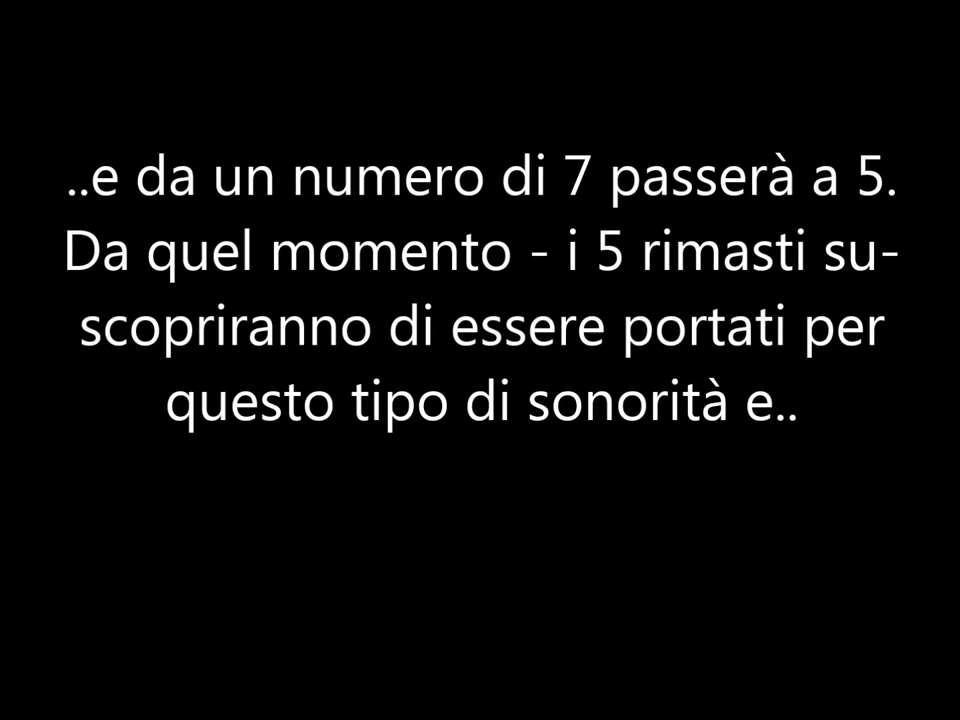 ..e da un numero di 7 passerà a 5.
Da quel momento - i 5 rimasti su-
scopriranno di essere portati per
questo tipo di sonorità e..